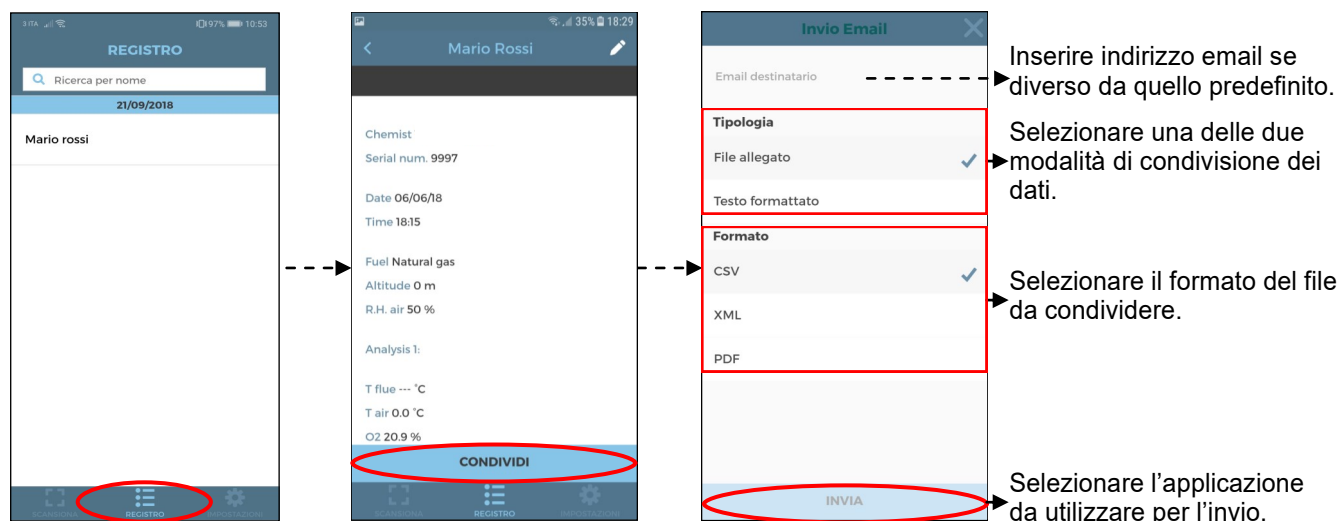 3 ITA 97% 10:53
REGISTRO
Ricerca per nome
21/09/2018
Mario rossi
SCANSIONA REGISTRO IMPOSTAZIONI
35% 18:29
Mario Rossi
Chemist
Serial num. 9997
Date 06/06/18
Time 18:15
Fuel Natural gas
Altitude 0 m
R.H. air 50 %
Analysis 1:
T flue --- °C
T air 0.0 °C
O2 20.9 %
CONDIVIDI
SCANSIONA REGISTRO IMPOSTAZIONI
Invio Email
Email destinatario
Tipologia
File allegato
Testo formattato
Formato
CSV
XML
PDF
INVIA
Inserire indirizzo email se
diverso da quello predefinito.
Selezionare una delle due
modalità di condivisione dei
dati.
Selezionare il formato del file
da condividere.
Selezionare l'applicazione
da utilizzare per l'invio.